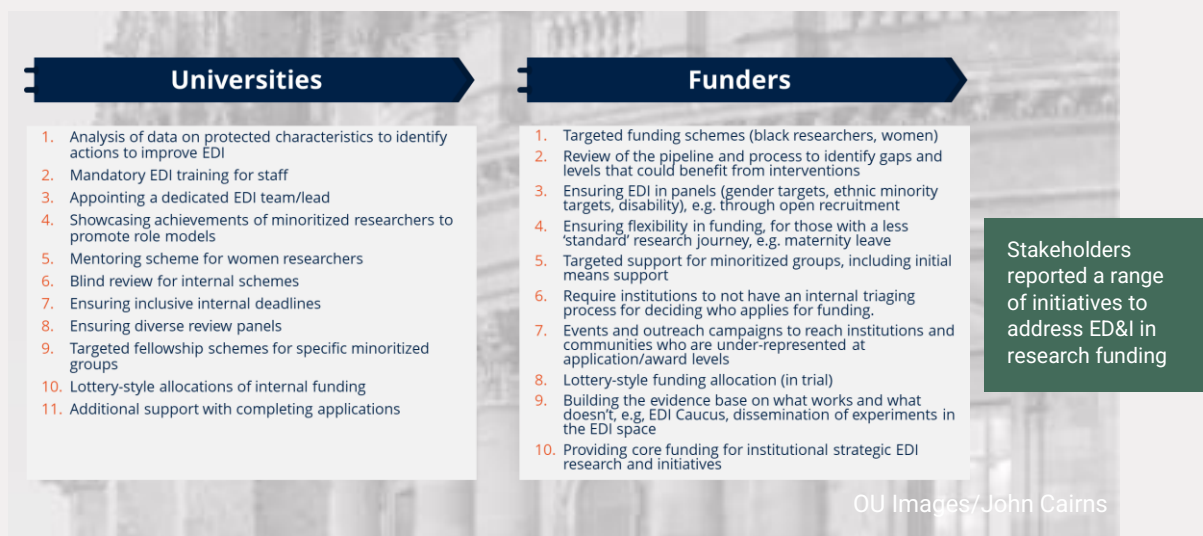 Universities
1. Analysis of data on protected characteristics to identify
actions to improve EDI
2. Mandatory EDI training for staff
3. Appointing a dedicated EDI team/lead
4. Showcasing achievements of minoritized researchers to
promote role models
5. Mentoring scheme for women researchers
6. Blind review for internal schemes
7. Ensuring inclusive internal deadlines
8. Ensuring diverse review panels
9. Targeted fellowship schemes for specific minoritized
groups
10. Lottery-style allocations of internal funding
11. Additional support with completing applications
Funders
1. Targeted funding schemes (black researchers, women)
2. Review of the pipeline and process to identify gaps and
levels that could benefit from interventions
3. Ensuring EDI in panels (gender targets, ethnic minority
targets, disability), e.g. through open recruitment
4. Ensuring flexibility in funding, for those with a less
‘standard’ research journey, e.g. maternity leave
5. Targeted support for minoritized groups, including initial
means support
6. Require institutions to not have an internal triaging
process for deciding who applies for funding.
7. Events and outreach campaigns to reach institutions and
communities who are under-represented at
application/award levels
8. Lottery-style funding allocation (in trial)
9. Building the evidence base on what works and what
doesn’t, e.g, EDI Caucus, dissemination of experiments in
the EDI space
10. Providing core funding for institutional strategic EDI
research and initiatives
Stakeholders
reported a range
of initiatives to
address ED&I in
research funding
OU Images/John Cairns